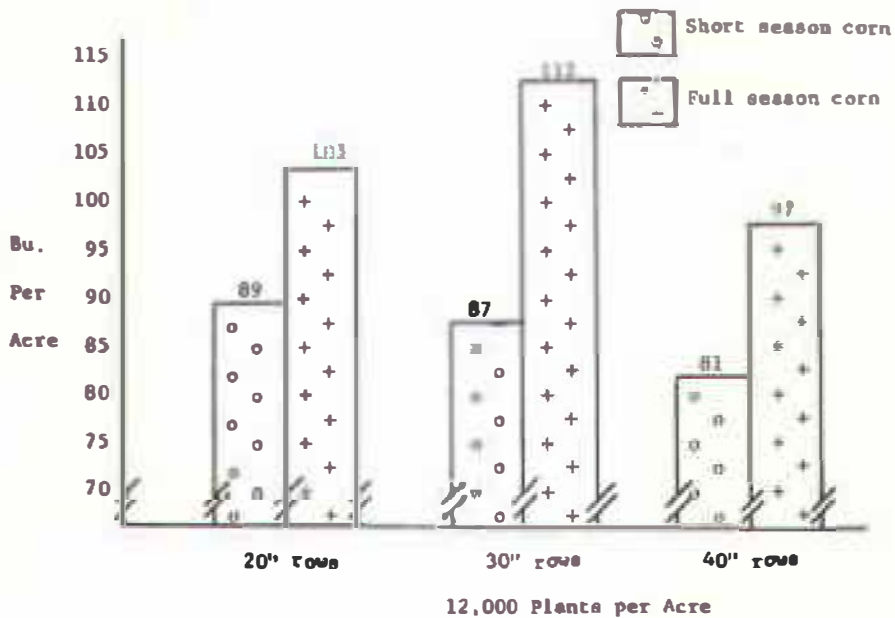 Short season corn
Full season corn
115
110
105
100
95
90
85
80
75
70
Bu.
Per
Acre
89
103
87
81
20" rows
30" rows
40" rows
12,000 Plants per Acre